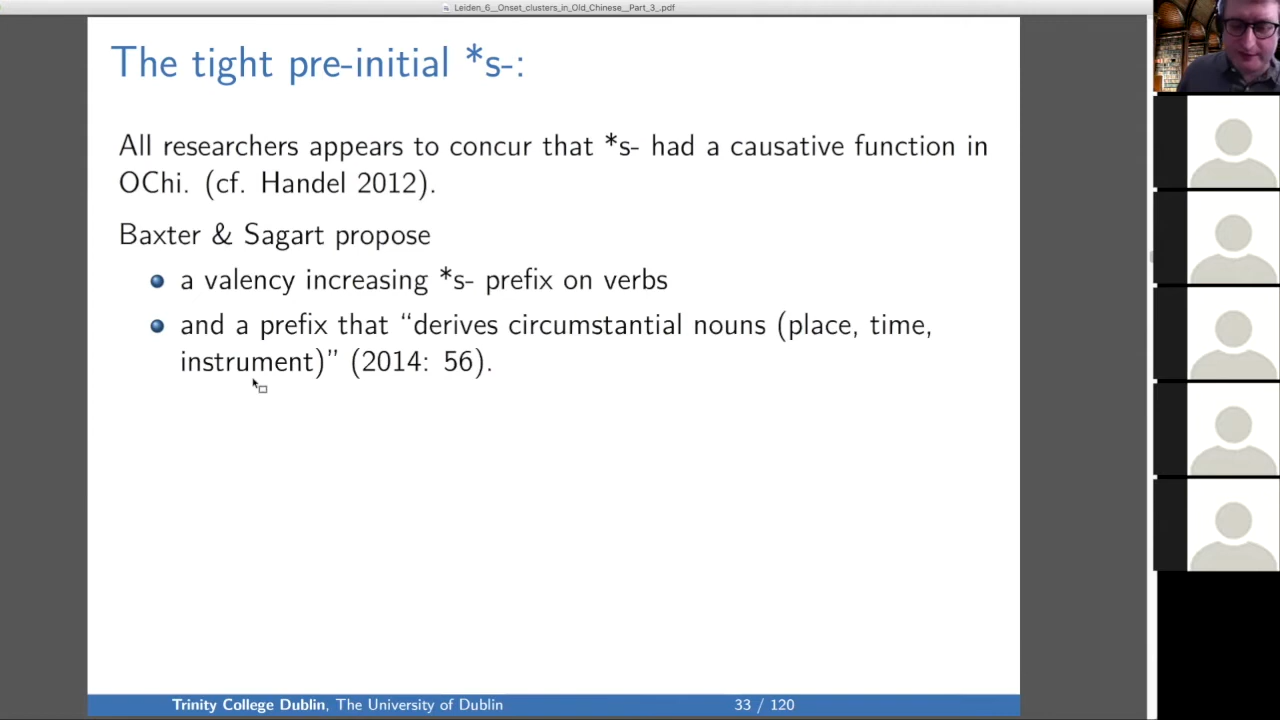 Leiden_6__Onset_clusters_in_Old_Chinese__Part_3_.pdf
The tight pre-initial *s-:
All researchers appears to concur that *s- had a causative function in
OChi. (cf. Handel 2012).
Baxter & Sagart propose
a valency increasing *s- prefix on verbs
and a prefix that “derives circumstantial nouns (place, time,
instrument)” (2014: 56).
Trinity College Dublin, The University of Dublin
33 / 120